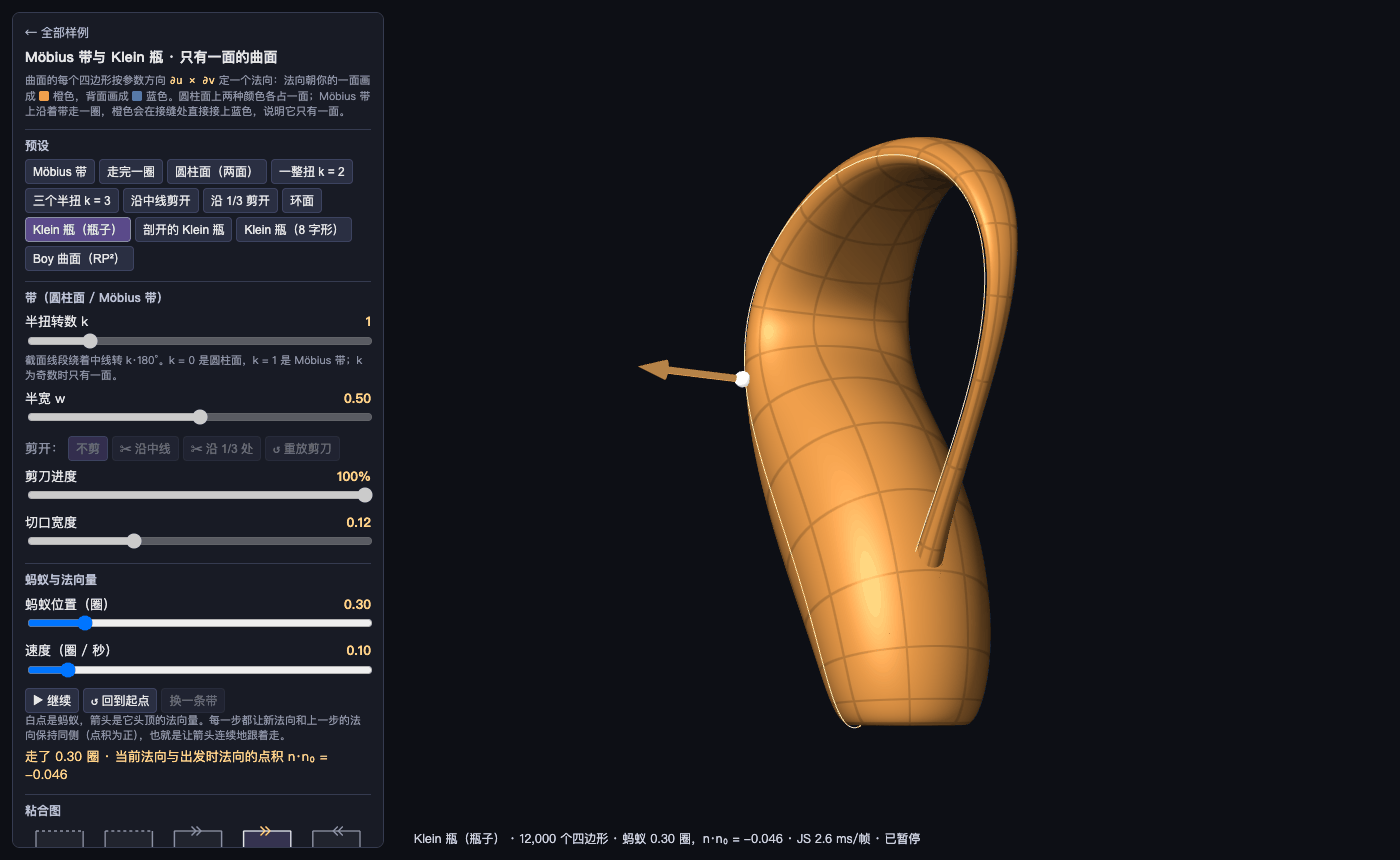 ← 全部样例
Möbius 带与 Klein 瓶 · 只有一面的曲面
曲面的每个四边形按参数方向 ∂u × ∂v 定一个法向：法向朝你的一面画
成 橙色，背面画成 蓝色。圆柱面上两种颜色各占一面；Möbius 带
上沿着带走一圈，橙色会在接缝处直接接上蓝色，说明它只有一面。
预设
Möbius 带 走完一圈 圆柱面（两面） 一整扭 k = 2
三个半扭 k = 3 沿中线剪开 沿 1/3 剪开 环面
Klein 瓶（瓶子） 剖开的 Klein 瓶 Klein 瓶（8 字形）
Boy 曲面（RP²）
带（圆柱面 / Möbius 带）
半扭转数 k 1
截面线段绕着中线转 k·180°。k = 0 是圆柱面，k = 1 是 Möbius 带；k
为奇数时只有一面。
半宽 w 0.50
剪开： 不剪 ✂ 沿中线 ✂ 沿 1/3 处 ↺ 重放剪刀
剪刀进度 100%
切口宽度 0.12
蚂蚁与法向量
蚂蚁位置（圈） 0.30
速度（圈 / 秒） 0.10
▶ 继续 ↺ 回到起点 换一条带
白点是蚂蚁，箭头是它头顶的法向量。每一步都让新法向和上一步的法
向保持同侧（点积为正），也就是让箭头连续地跟着走。
走了 0.30 圈 · 当前法向与出发时法向的点积 n·n₀ =
−0.046
粘合图
Klein 瓶（瓶子） · 12,000 个四边形 · 蚂蚁 0.30 圈，n·n₀ = −0.046 · JS 2.6 ms/帧 · 已暂停